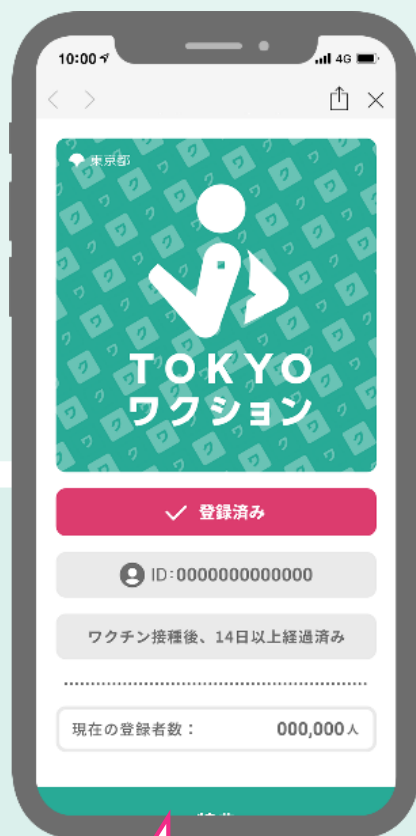 10:00
4G
東京都
TOKYO
ワクション
登録済み
ID:0000000000000
ワクチン接種後、14日以上経過済み
現在の登録者数： 000,000人